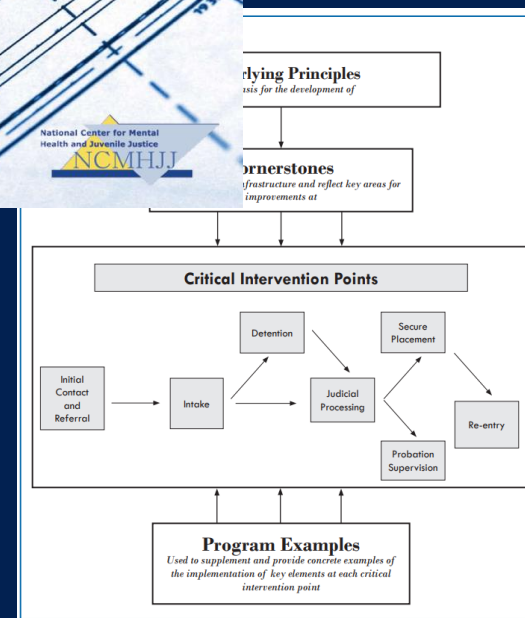 rlying Principles
asis for the development of
National Center for Mental
Health and Juvenile Justice
NCMHJJ
ornerstones
frastructure and reflect key areas for
improvements at
Critical Intervention Points
Detention
Secure
Placement
Initial
Contact
and
Referral
Intake
Judicial
Processing
Re-entry
Probation
Supervision
Program Examples
Used to supplement and provide concrete examples of
the implementation of key elements at each critical
intervention point